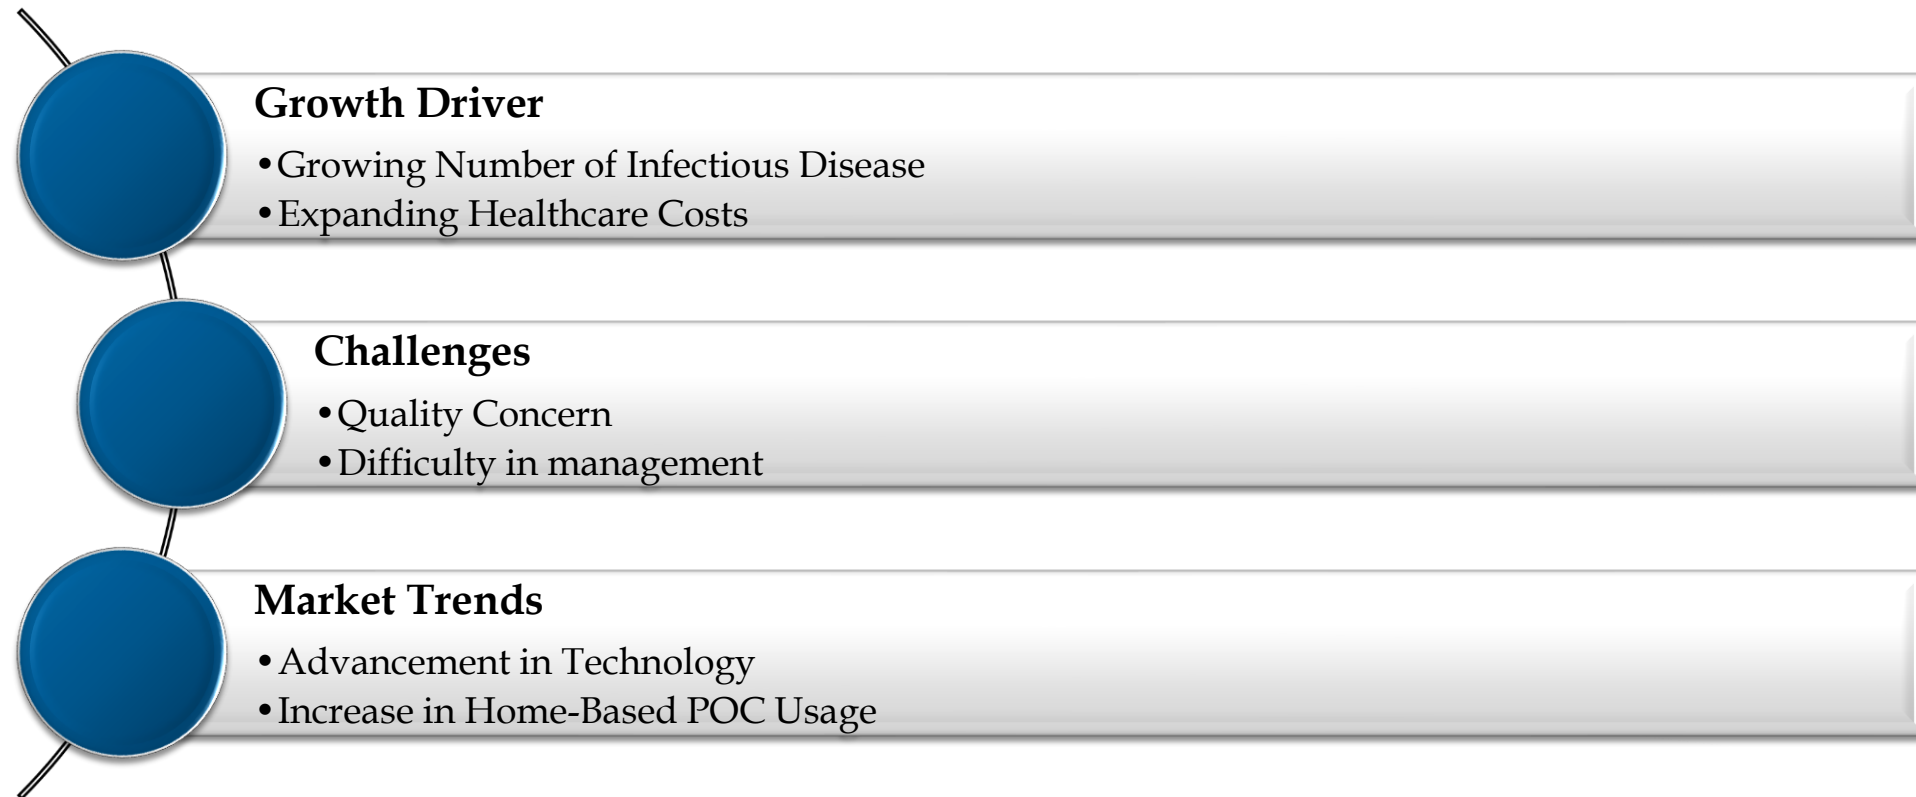 Growth Driver
•Growing Number of Infectious Disease
•Expanding Healthcare Costs
Challenges
•Quality Concern
•Difficulty in management
Market Trends
•Advancement in Technology
•Increase in Home-Based POC Usage